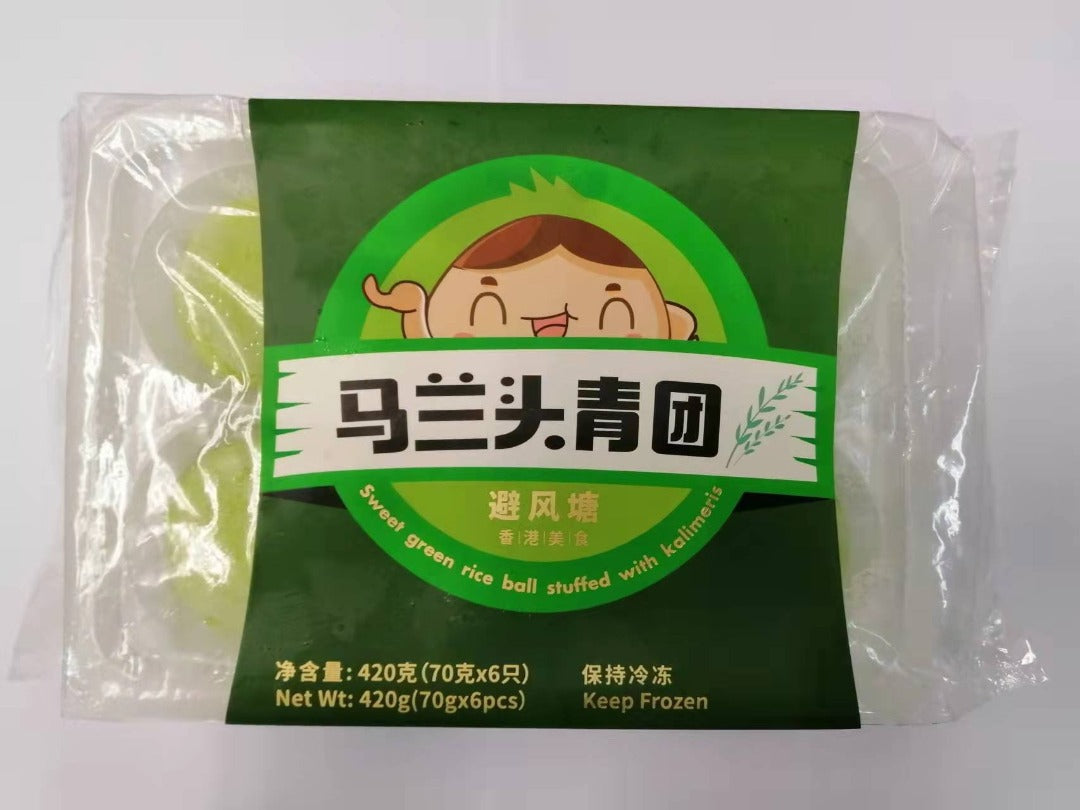 马兰头青团
避风塘
香|港|美|食
Sweet green rice ball stuffed with kalimeris
净含量: 420克(70克x6只)
保持冷冻
Net Wt: 420g(70gx6pcs)
Keep Frozen